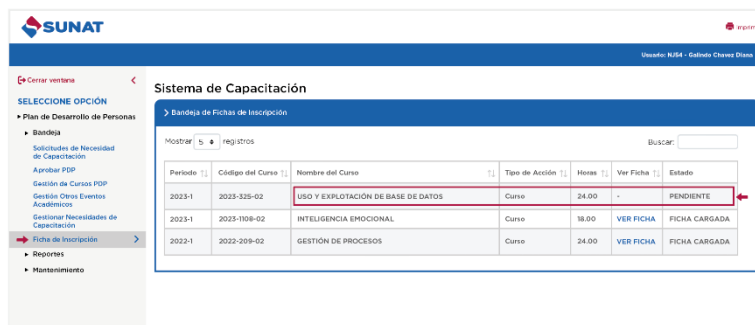 SUNAT
Imprim
Usuario: NJ54 - Galindo Chavez Diana
Cerrar ventana
SELECCIONE OPCIÓN
Plan de Desarrollo de Personas
Bandeja
Solicitudes de Necesidad
de Capacitación
Aprobar PDP
Gestión de Cursos PDP
Gestión Otros Eventos
Académicos
Gestionar Necesidades de
Capacitación
Ficha de Inscripción
Reportes
Mantenimiento
Sistema de Capacitación
Bandeja de Fichas de Inscripción
Mostrar 5 registros Buscar:
Periodo Código del Curso Nombre del Curso Tipo de Acción Horas Ver Ficha Estado
2023-1 2023-325-02 USO Y EXPLOTACIÓN DE BASE DE DATOS Curso 24.00 - PENDIENTE
2023-1 2023-1108-02 INTELIGENCIA EMOCIONAL Curso 18.00 VER FICHA FICHA CARGADA
2022-1 2022-209-02 GESTIÓN DE PROCESOS Curso 24.00 VER FICHA FICHA CARGADA